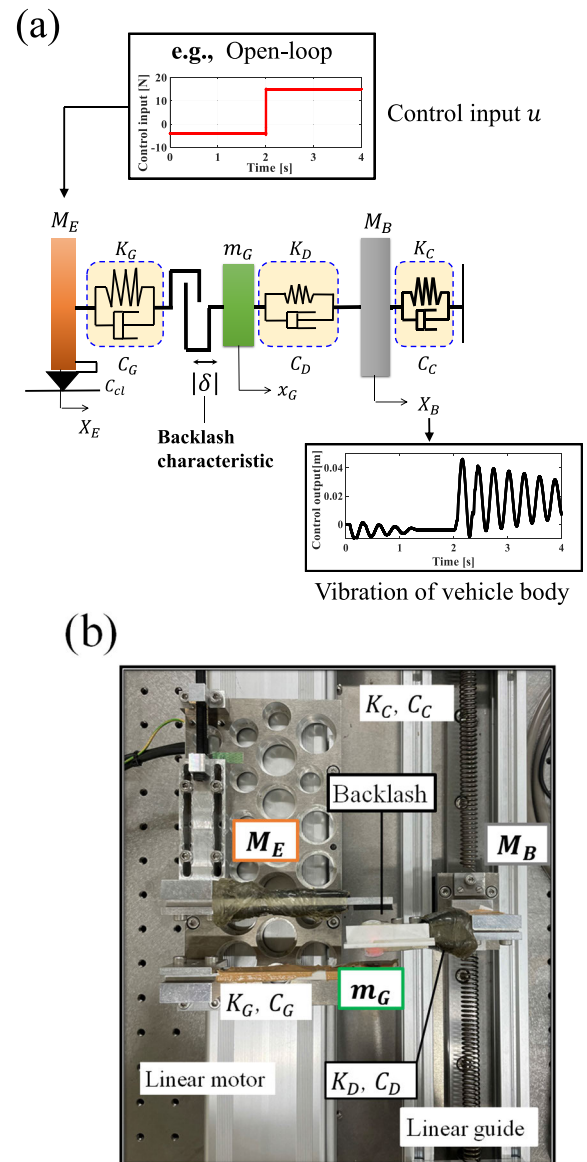 (a)
e.g., Open-loop
Control input [N]
20
10
0
-10
0 1 2 3 4
Time [s]
Control input u
M_E
K_G
m_G
K_D
M_B
K_C
C_G
C_D
C_C
C_cl
|δ|
x_G
X_E
X_B
Backlash
characteristic
Control output[m]
0.04
0.02
0
0 1 2 3 4
Time [s]
Vibration of vehicle body
(b)
K_C, C_C
Backlash
M_E
M_B
K_G, C_G
m_G
Linear motor
K_D, C_D
Linear guide